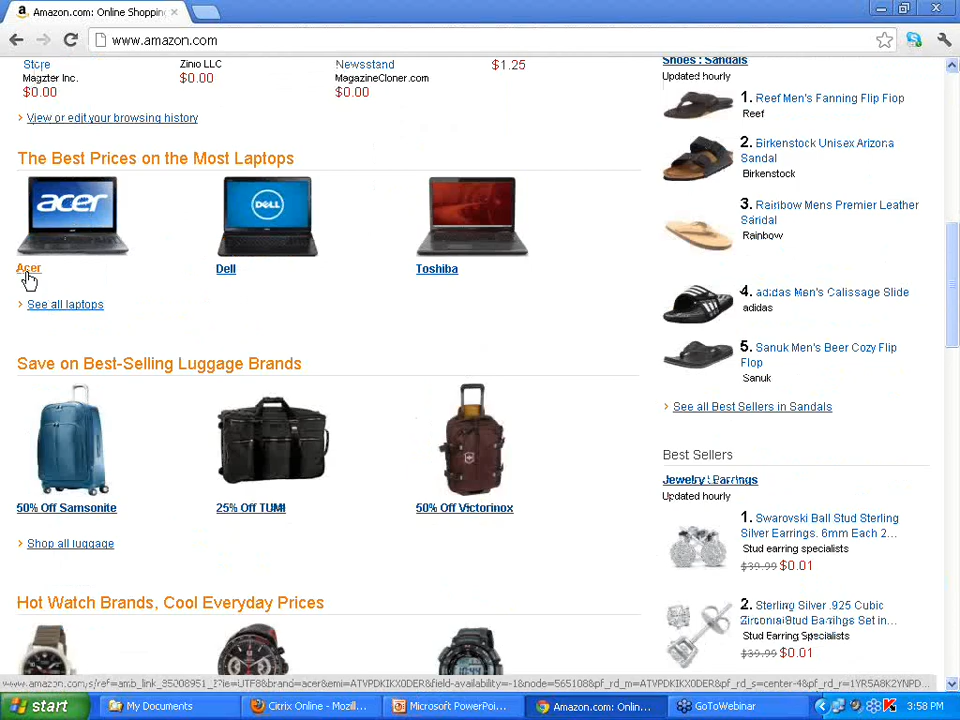 Amazon.com: Online Shopping
www.amazon.com
Store
Magzter Inc.
$0.00
Zinio LLC
$0.00
Newsstand
MagazineCloner.com
$0.00
$1.25
View or edit your browsing history
The Best Prices on the Most Laptops
acer
DELL
Acer
Dell
Toshiba
See all laptops
Save on Best-Selling Luggage Brands
50% Off Samsonite
25% Off TUMI
50% Off Victorinox
Shop all luggage
Hot Watch Brands, Cool Everyday Prices
Shoes : Sandals
Updated hourly
1. Reef Men's Fanning Flip Flop
Reef
2. Birkenstock Unisex Arizona
Sandal
Birkenstock
3. Rainbow Mens Premier Leather
Sandal
Rainbow
4. adidas Men's Calissage Slide
adidas
5. Sanuk Men's Beer Cozy Flip
Flop
Sanuk
See all Best Sellers in Sandals
Best Sellers
Jewelry : Earrings
Updated hourly
1. Swarovski Ball Stud Sterling
Silver Earrings. 6mm Each 2...
Stud earring specialists
$39.99 $0.01
2. Sterling Silver .925 Cubic
Zirconia Stud Earrings Set in...
Stud Earring Specialists
$39.99 $0.01
start
My Documents
Citrix Online - Mozill...
Microsoft PowerPoi...
Amazon.com: Onlin...
GoToWebinar
3:58 PM